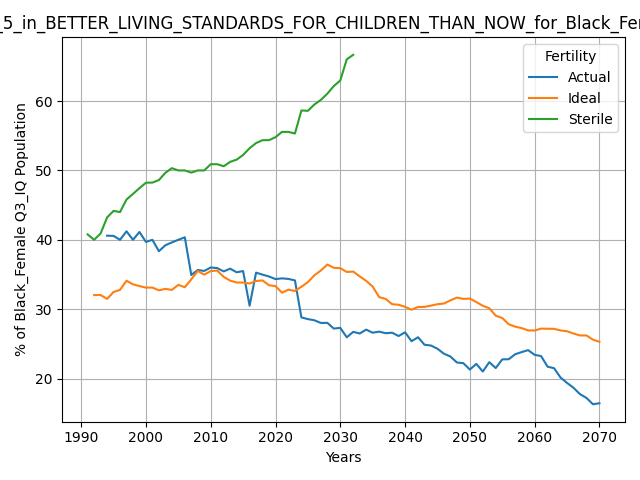 _5_in_BETTER_LIVING_STANDARDS_FOR_CHILDREN_THAN_NOW_for_Black_Fem
Fertility
Actual
Ideal
Sterile
% of Black_Female Q3_IQ Population
60
50
40
30
20
1990 2000 2010 2020 2030 2040 2050 2060 2070
Years